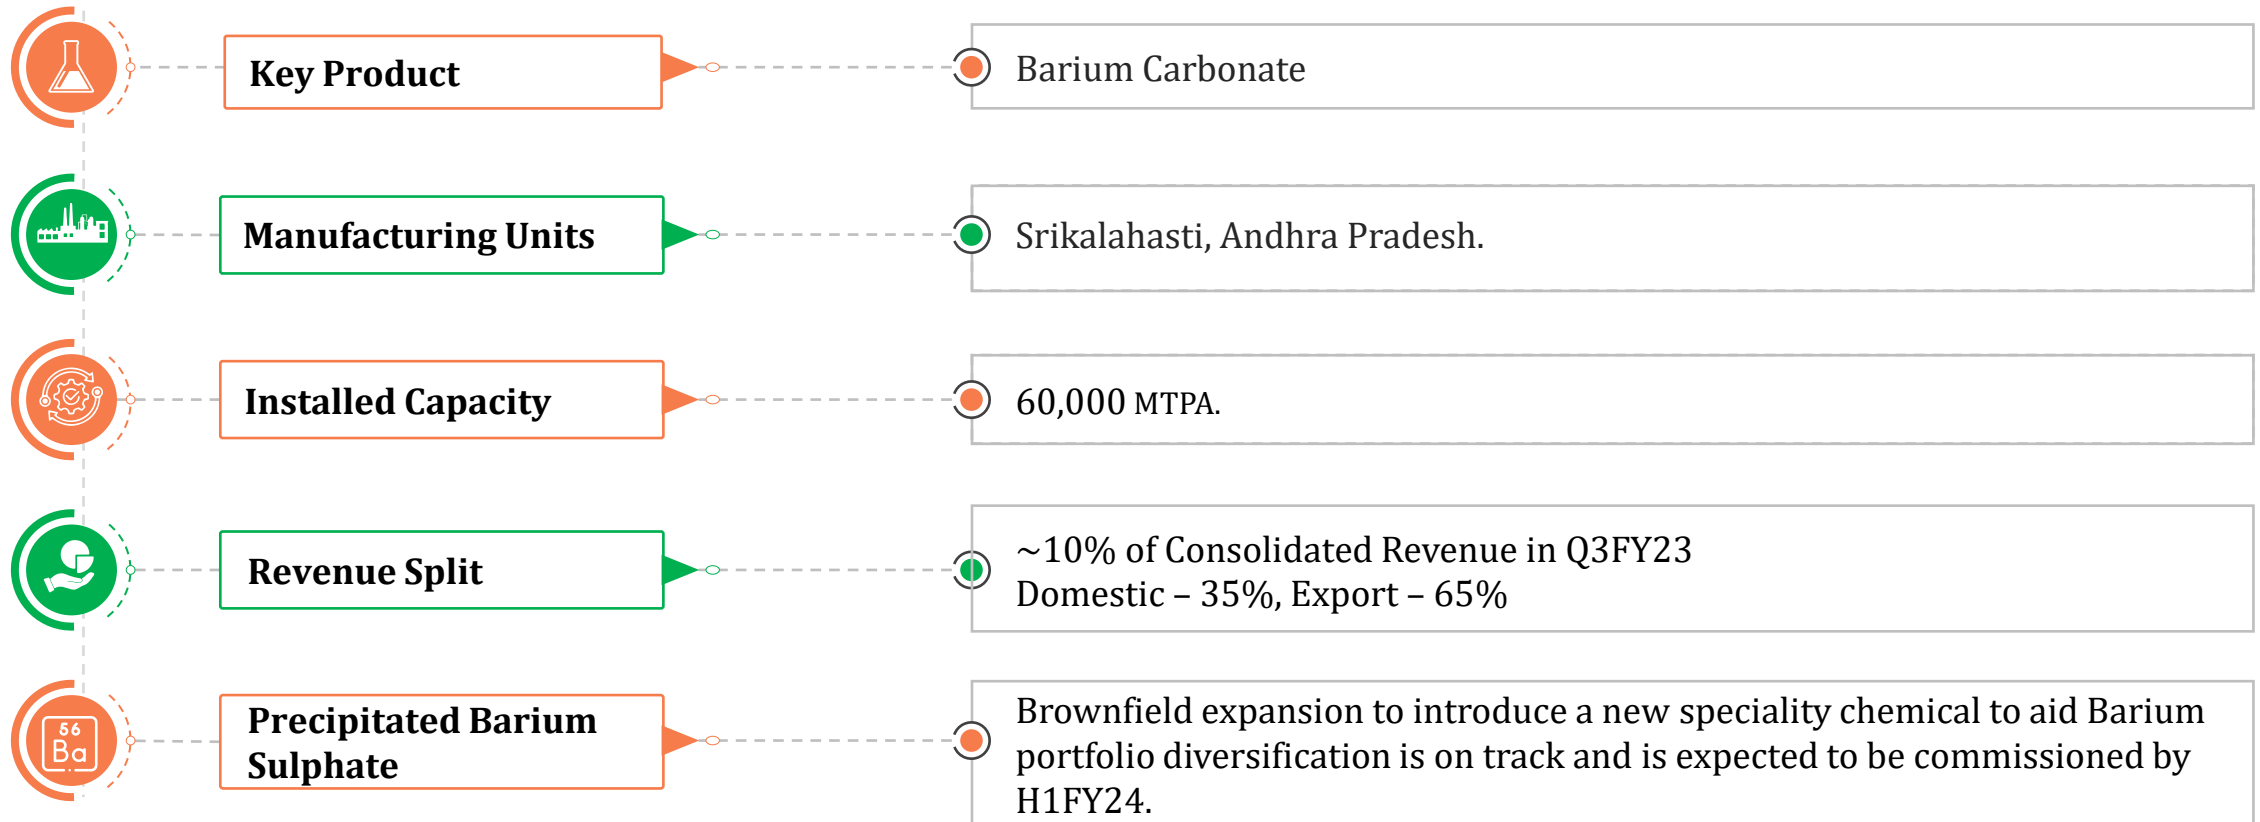 Key Product
Barium Carbonate
Manufacturing Units
Srikalahasti, Andhra Pradesh.
Installed Capacity
60,000 MTPA.
Revenue Split
~10% of Consolidated Revenue in Q3FY23
Domestic – 35%, Export – 65%
56
Ba
Precipitated Barium
Sulphate
Brownfield expansion to introduce a new speciality chemical to aid Barium
portfolio diversification is on track and is expected to be commissioned by
H1FY24.